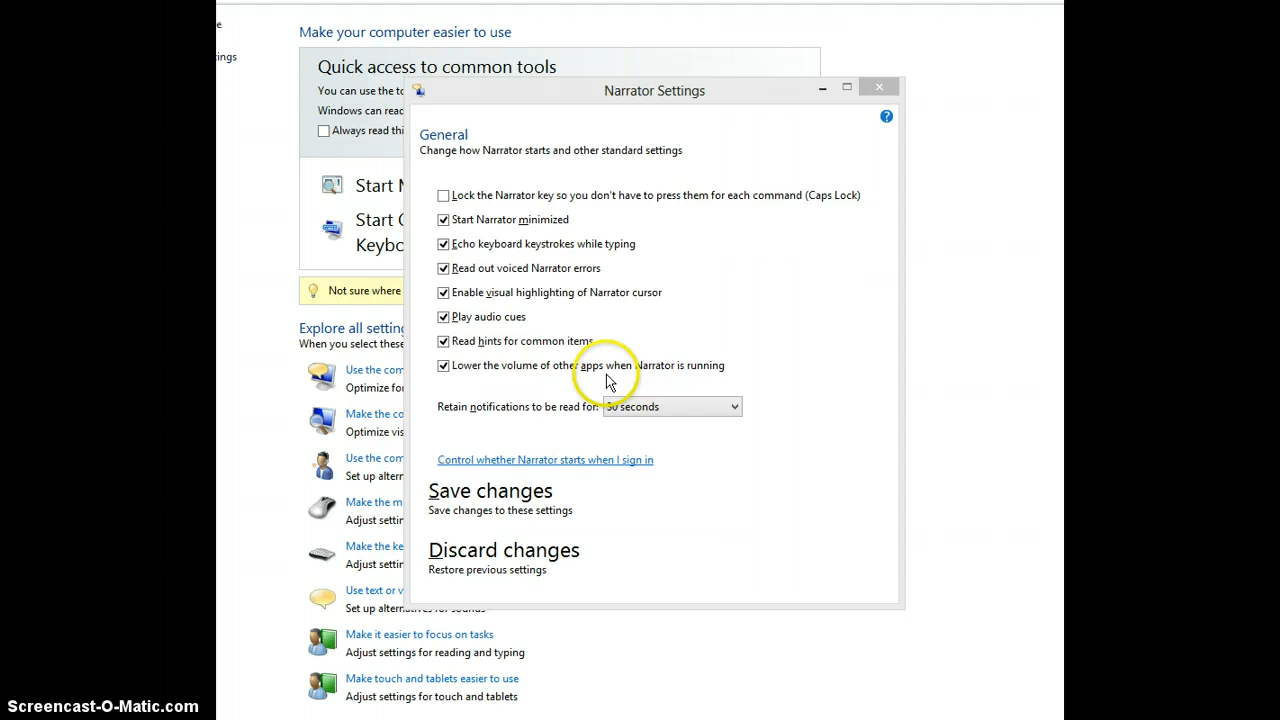 e
ings
Make your computer easier to use
Quick access to common tools
You can use the to
Windows can read
Always read thi
Start M
Start O
Keybo
Not sure where
Explore all setting
When you select these
Use the com
Optimize for
Make the co
Optimize vis
Use the com
Set up altern
Make the m
Adjust settin
Make the ke
Adjust settin
Use text or v
Set up alternatives for sounds
Make it easier to focus on tasks
Adjust settings for reading and typing
Make touch and tablets easier to use
Adjust settings for touch and tablets
Narrator Settings
General
Change how Narrator starts and other standard settings
Lock the Narrator key so you don't have to press them for each command (Caps Lock)
Start Narrator minimized
Echo keyboard keystrokes while typing
Read out voiced Narrator errors
Enable visual highlighting of Narrator cursor
Play audio cues
Read hints for common items
Lower the volume of other apps when Narrator is running
Retain notifications to be read for: 30 seconds
Control whether Narrator starts when I sign in
Save changes
Save changes to these settings
Discard changes
Restore previous settings
Screencast-O-Matic.com